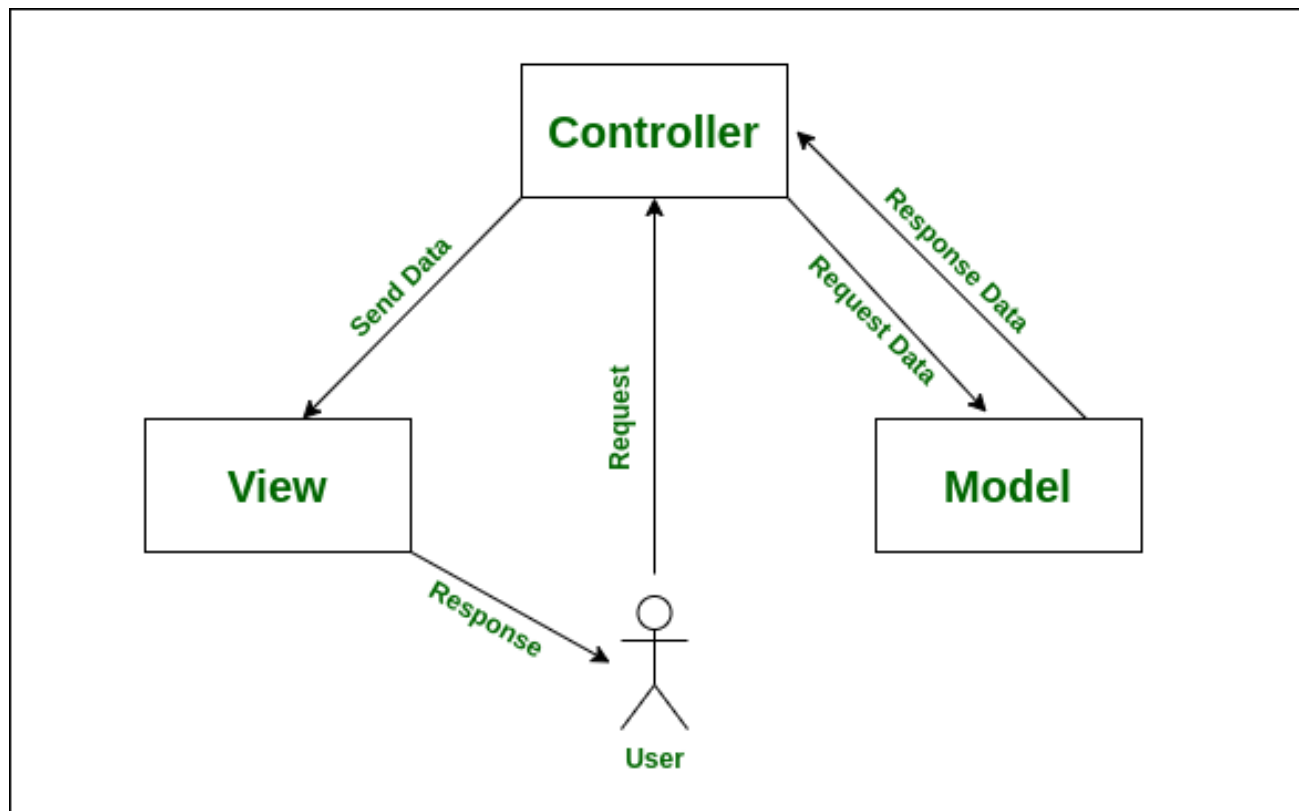 Controller
Send Data
Request
Request Data
Response Data
View
Model
Response
User